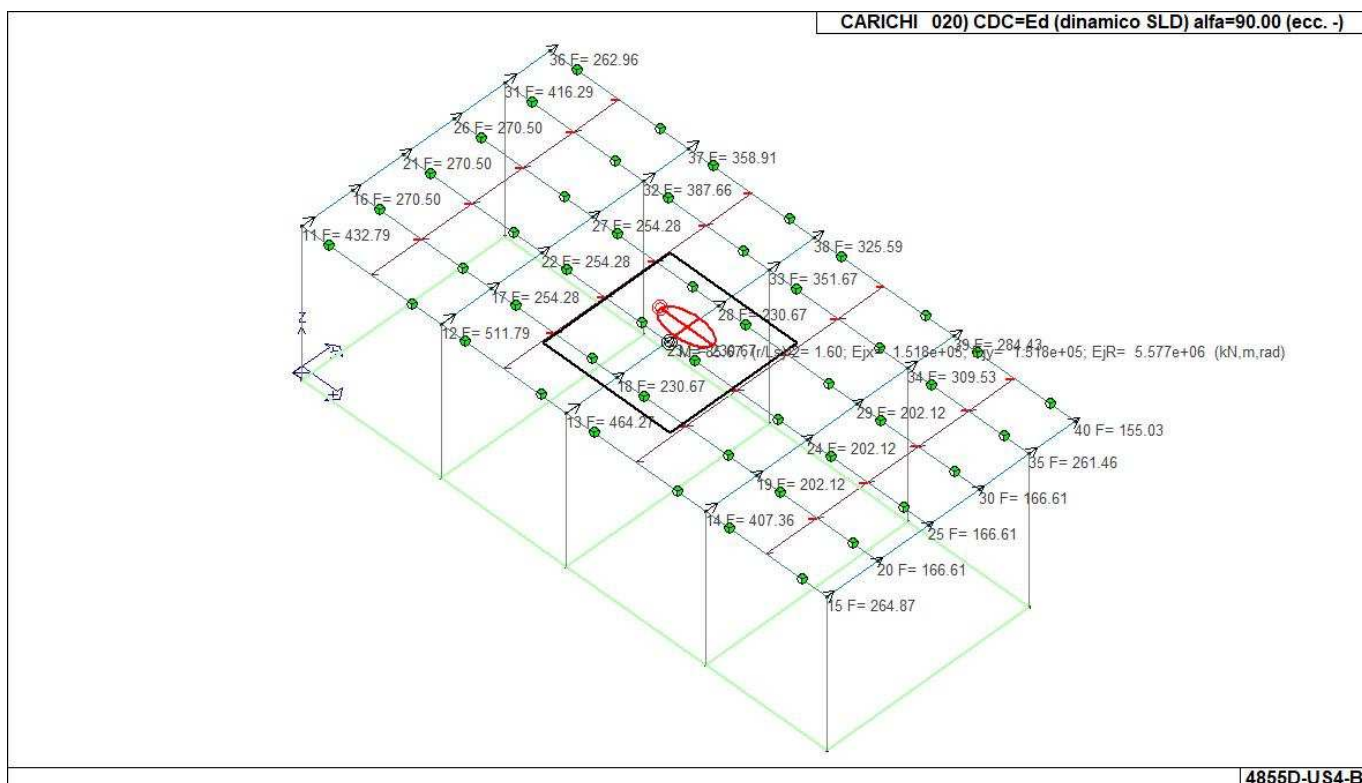 CARICHI 020) CDC=Ed (dinamico SLD) alfa=90.00 (ecc. -)
36 F= 262.96
31 F= 416.29
26 F= 270.50
21 F= 270.50
16 F= 270.50
11 F= 432.79
37 F= 358.91
32 F= 387.66
27 F= 254.28
22 F= 254.28
17 F= 254.28
12 F= 511.79
38 F= 325.59
33 F= 351.67
28 F= 230.67
18 F= 230.67
13 F= 464.27
39 F= 284.43
(r/Ls)^2= 1.60; Ejx= 1.518e+05; Ejy= 1.518e+05; EjR= 5.577e+06 (kN,m,rad)
34 F= 309.53
29 F= 202.12
24 F= 202.12
19 F= 202.12
14 F= 407.36
40 F= 155.03
35 F= 261.46
30 F= 166.61
25 F= 166.61
20 F= 166.61
15 F= 264.87
Z
4855D-US4-B